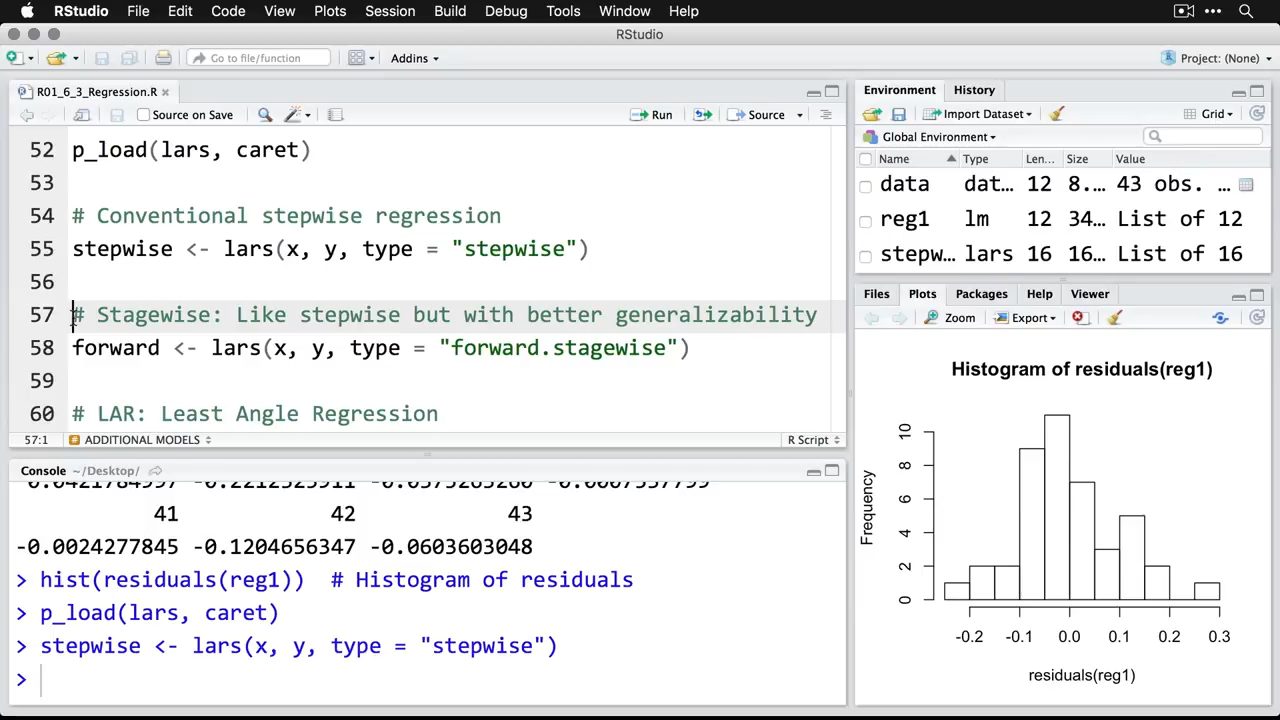 RStudio File Edit Code View Plots Session Build Debug Tools Window Help
RStudio
Go to file/function Addins Project: (None)
R01_6_3_Regression.R
Source on Save Run Source
52 p_load(lars, caret)
53
54 # Conventional stepwise regression
55 stepwise <- lars(x, y, type = "stepwise")
56
57 # Stagewise: Like stepwise but with better generalizability
58 forward <- lars(x, y, type = "forward.stagewise")
59
60 # LAR: Least Angle Regression
57:1 # ADDITIONAL MODELS R Script
Console ~/Desktop/
41 42 43
-0.0024277845 -0.1204656347 -0.0603603048
> hist(residuals(reg1)) # Histogram of residuals
> p_load(lars, caret)
> stepwise <- lars(x, y, type = "stepwise")
>
Environment History
Import Dataset Grid
Global Environment
Name Type Len... Size Value
data dat... 12 8.... 43 obs. ...
reg1 lm 12 34... List of 12
stepw... lars 16 16... List of 16
Files Plots Packages Help Viewer
Zoom Export
Histogram of residuals(reg1)
Frequency
10
8
6
4
2
0
-0.2 -0.1 0.0 0.1 0.2 0.3
residuals(reg1)